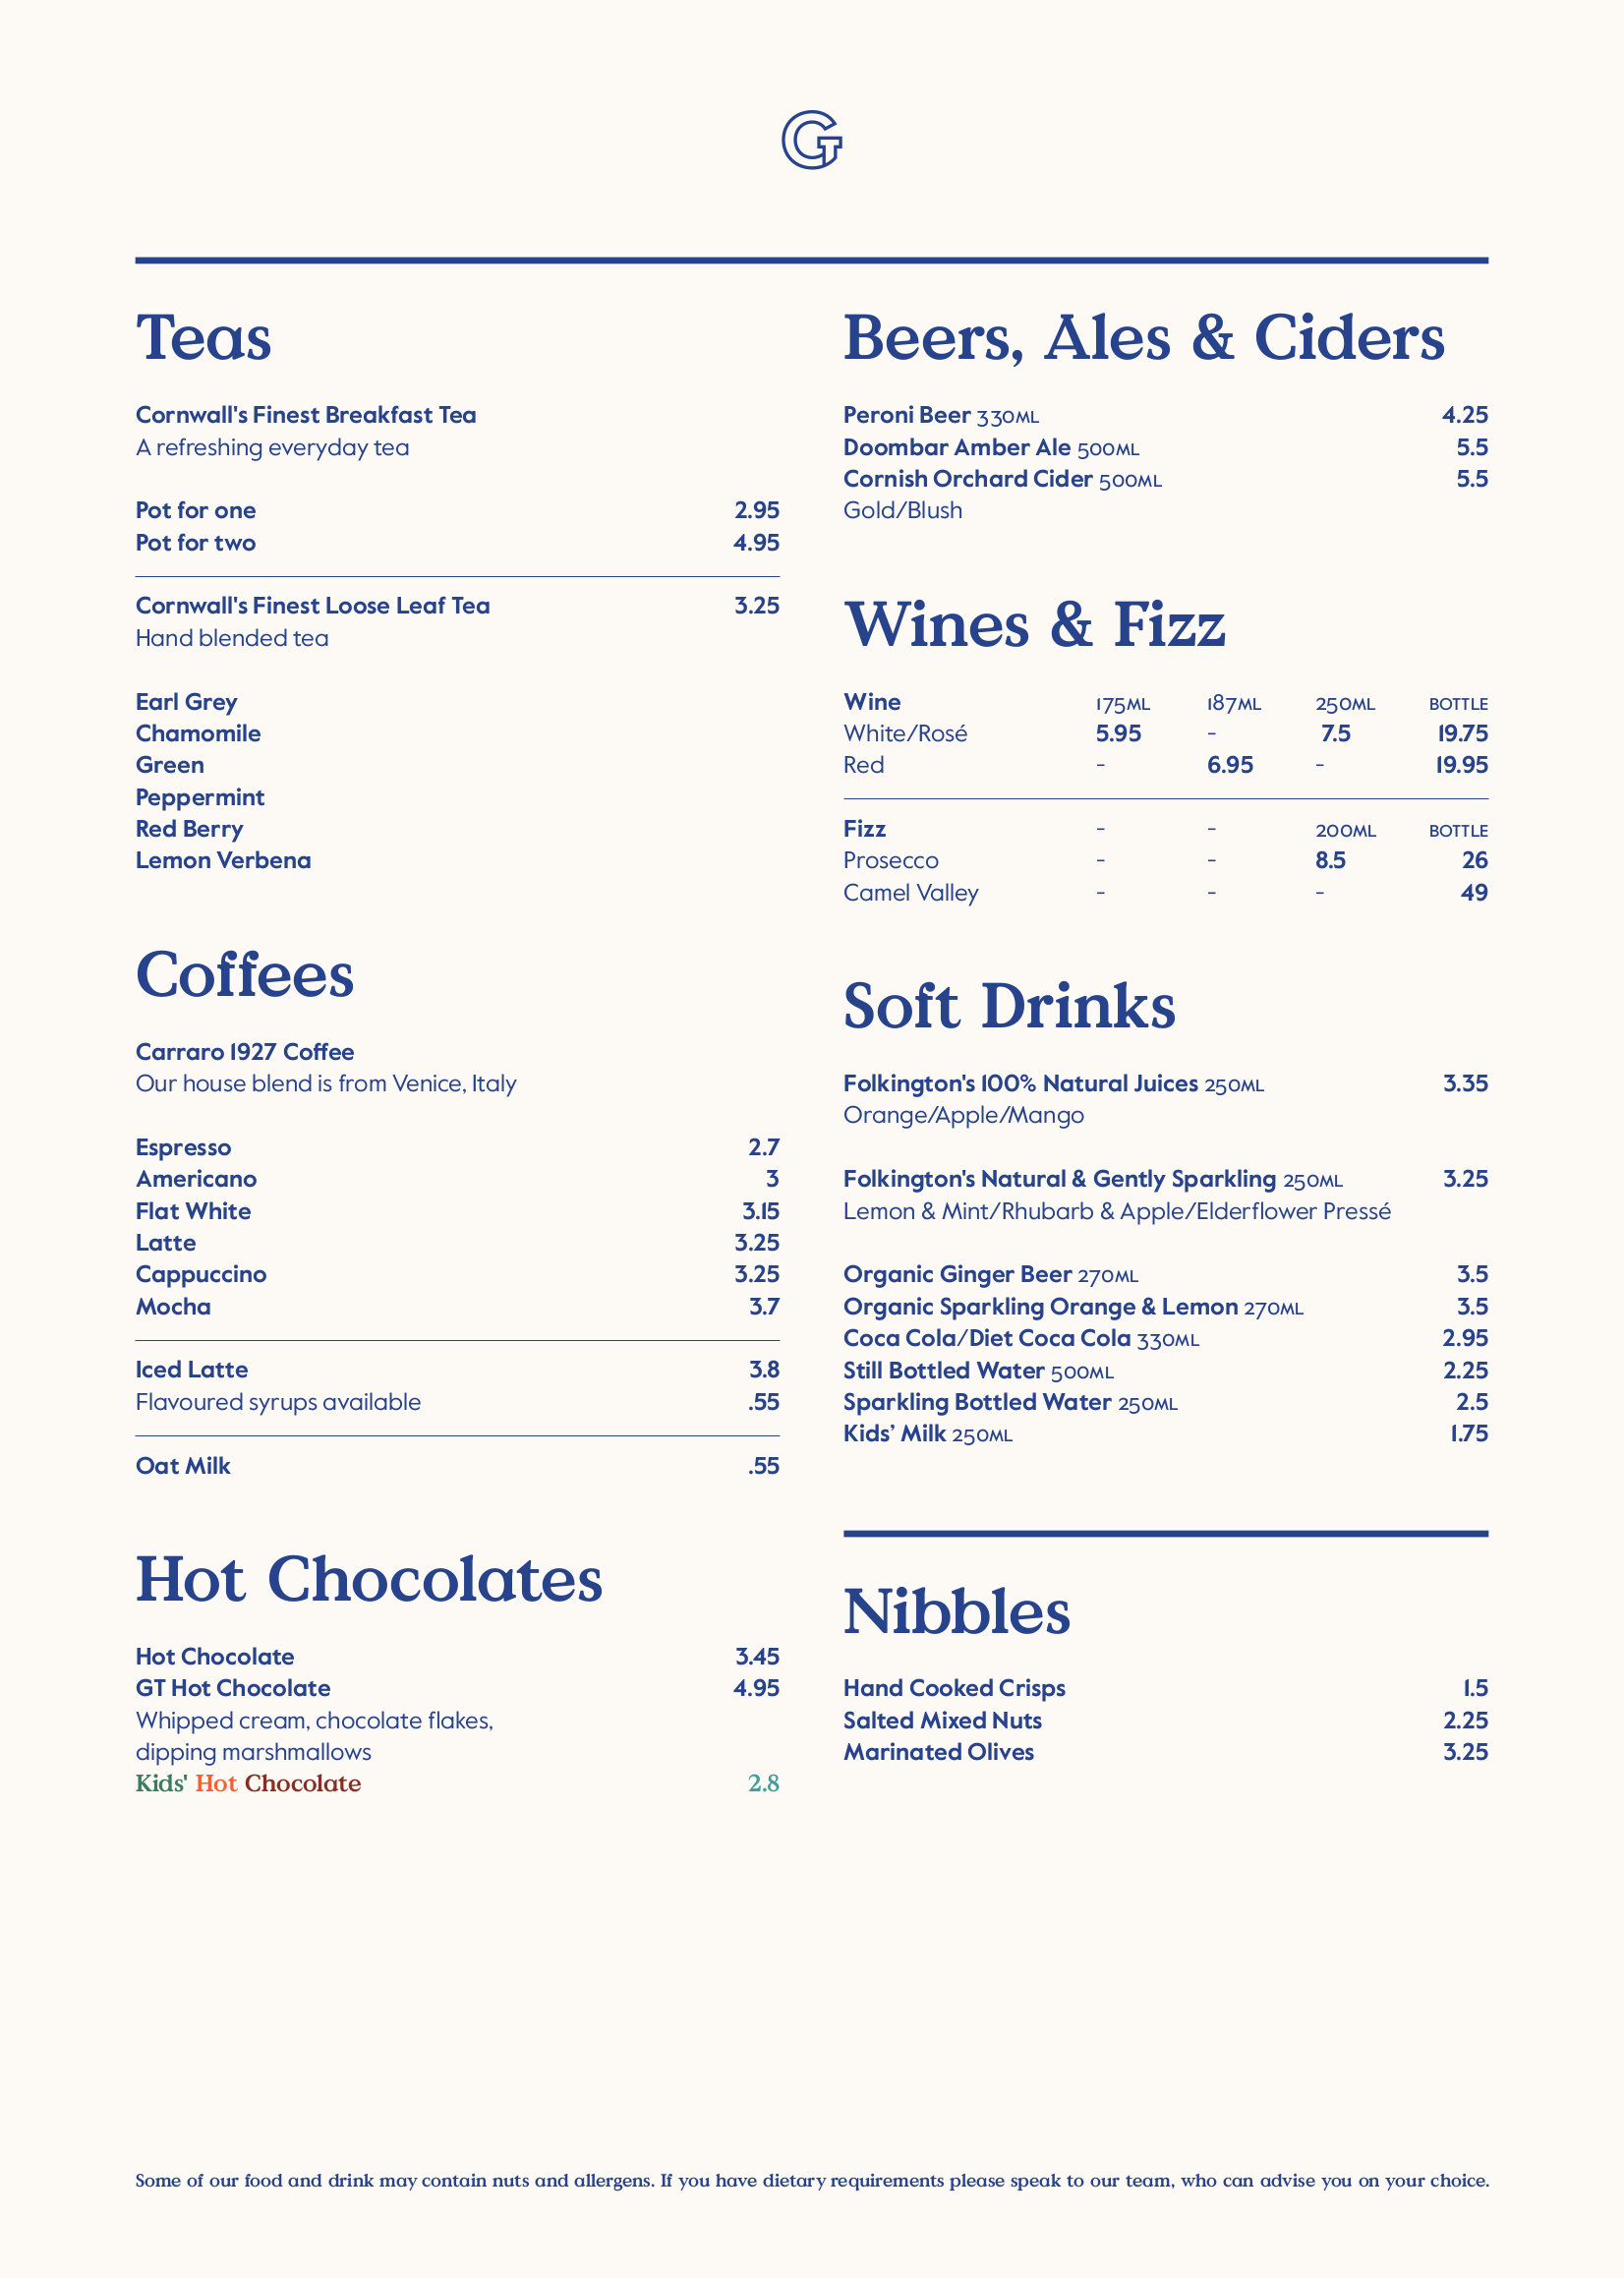 GT
Teas
Cornwall's Finest Breakfast Tea
A refreshing everyday tea
Pot for one 2.95
Pot for two 4.95
Cornwall's Finest Loose Leaf Tea 3.25
Hand blended tea
Earl Grey
Chamomile
Green
Peppermint
Red Berry
Lemon Verbena
Coffees
Carraro 1927 Coffee
Our house blend is from Venice, Italy
Espresso 2.7
Americano 3
Flat White 3.15
Latte 3.25
Cappuccino 3.25
Mocha 3.7
Iced Latte 3.8
Flavoured syrups available .55
Oat Milk .55
Hot Chocolates
Hot Chocolate 3.45
GT Hot Chocolate 4.95
Whipped cream, chocolate flakes,
dipping marshmallows
Kids' Hot Chocolate 2.8
Beers, Ales & Ciders
Peroni Beer 330ML 4.25
Doombar Amber Ale 500ML 5.5
Cornish Orchard Cider 500ML 5.5
Gold/Blush
Wines & Fizz
Wine 175ML 187ML 250ML BOTTLE
White/Rosé 5.95 - 7.5 19.75
Red - 6.95 - 19.95
Fizz - - 200ML BOTTLE
Prosecco - - 8.5 26
Camel Valley - - - 49
Soft Drinks
Folkington's 100% Natural Juices 250ML 3.35
Orange/Apple/Mango
Folkington's Natural & Gently Sparkling 250ML 3.25
Lemon & Mint/Rhubarb & Apple/Elderflower Pressé
Organic Ginger Beer 270ML 3.5
Organic Sparkling Orange & Lemon 270ML 3.5
Coca Cola/Diet Coca Cola 330ML 2.95
Still Bottled Water 500ML 2.25
Sparkling Bottled Water 250ML 2.5
Kids’ Milk 250ML 1.75
Nibbles
Hand Cooked Crisps 1.5
Salted Mixed Nuts 2.25
Marinated Olives 3.25
Some of our food and drink may contain nuts and allergens. If you have dietary requirements please speak to our team, who can advise you on your choice.